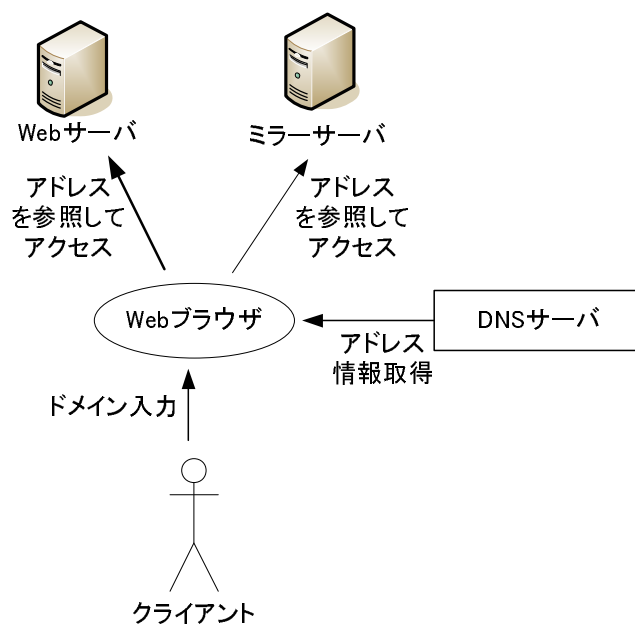 Webサーバ
ミラーサーバ
アドレス
を参照して
アクセス
アドレス
を参照して
アクセス
Webブラウザ
DNSサーバ
アドレス
情報取得
ドメイン入力
クライアント